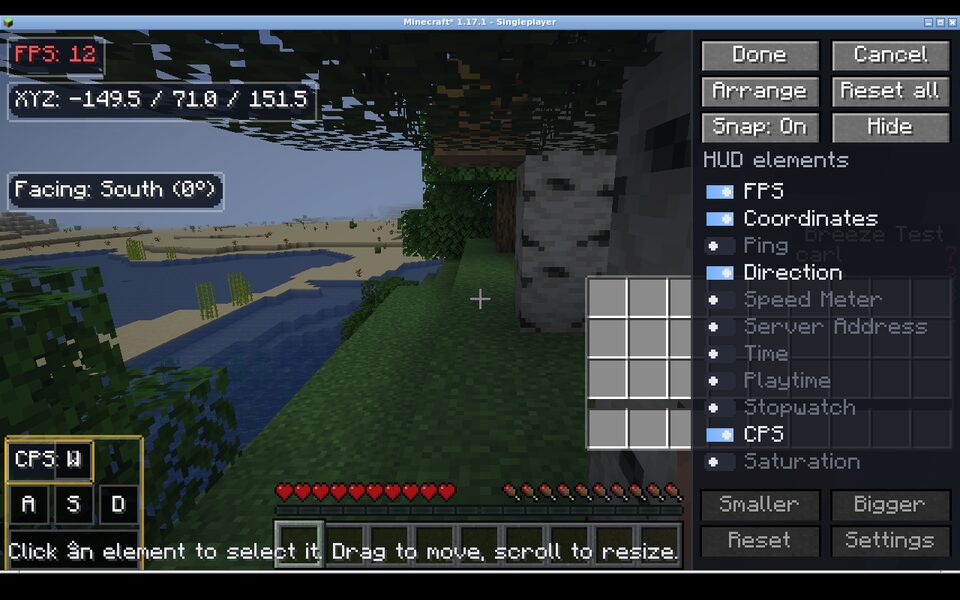 Minecraft* 1.17.1 - Singleplayer
FPS: 12
XYZ: -149.5 / 71.0 / 151.5
Facing: South (0°)
Done
Cancel
Arrange
Reset all
Snap: On
Hide
HUD elements
FPS
Coordinates
Ping
Breeze Test
carl
Direction
Speed Meter
Server Address
Time
Playtime
Stopwatch
CPS
Saturation
Smaller
Bigger
Reset
Settings
CPS
W
A
S
D
Click an element to select it. Drag to move, scroll to resize.